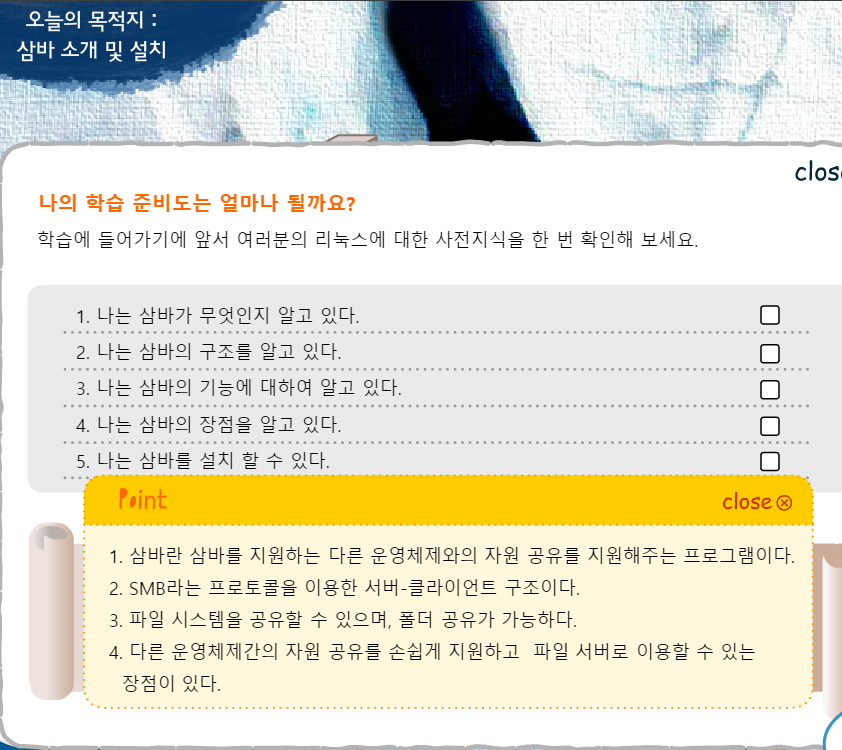 오늘의 목적지 :
삼바 소개 및 설치
close
나의 학습 준비도는 얼마나 될까요?
학습에 들어가기에 앞서 여러분의 리눅스에 대한 사전지식을 한 번 확인해 보세요.
1. 나는 삼바가 무엇인지 알고 있다.
2. 나는 삼바의 구조를 알고 있다.
3. 나는 삼바의 기능에 대하여 알고 있다.
4. 나는 삼바의 장점을 알고 있다.
5. 나는 삼바를 설치 할 수 있다.
Point close
1. 삼바란 삼바를 지원하는 다른 운영체제와의 자원 공유를 지원해주는 프로그램이다.
2. SMB라는 프로토콜을 이용한 서버-클라이언트 구조이다.
3. 파일 시스템을 공유할 수 있으며, 폴더 공유가 가능하다.
4. 다른 운영체제간의 자원 공유를 손쉽게 지원하고 파일 서버로 이용할 수 있는
장점이 있다.